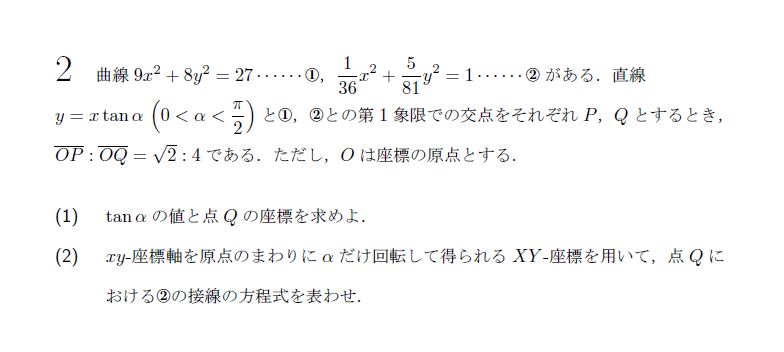 2 曲線 $9x^2 + 8y^2 = 27$ ⋯⋯①, $\dfrac{1}{36}x^2 + \dfrac{5}{81}y^2 = 1$ ⋯⋯② がある．直線
$y = x \tan \alpha \left(0 < \alpha < \dfrac{\pi}{2}\right)$ と①，②との第1象限での交点をそれぞれ $P$，$Q$ とするとき，
$\overline{OP} : \overline{OQ} = \sqrt{2} : 4$ である．ただし，$O$ は座標の原点とする．
(1) $\tan \alpha$ の値と点 $Q$ の座標を求めよ．
(2) $xy$-座標軸を原点のまわりに $\alpha$ だけ回転して得られる $XY$-座標を用いて，点 $Q$ に
おける②の接線の方程式を表わせ．